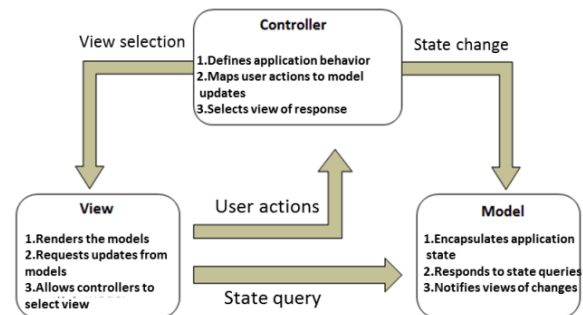 Controller
View selection
State change
1.Defines application behavior
2.Maps user actions to model
updates
3.Selects view of response
View
1.Renders the models
2.Requests updates from
models
3.Allows controllers to
select view
User actions
State query
Model
1.Encapsulates application
state
2.Responds to state queries
3.Notifies views of changes